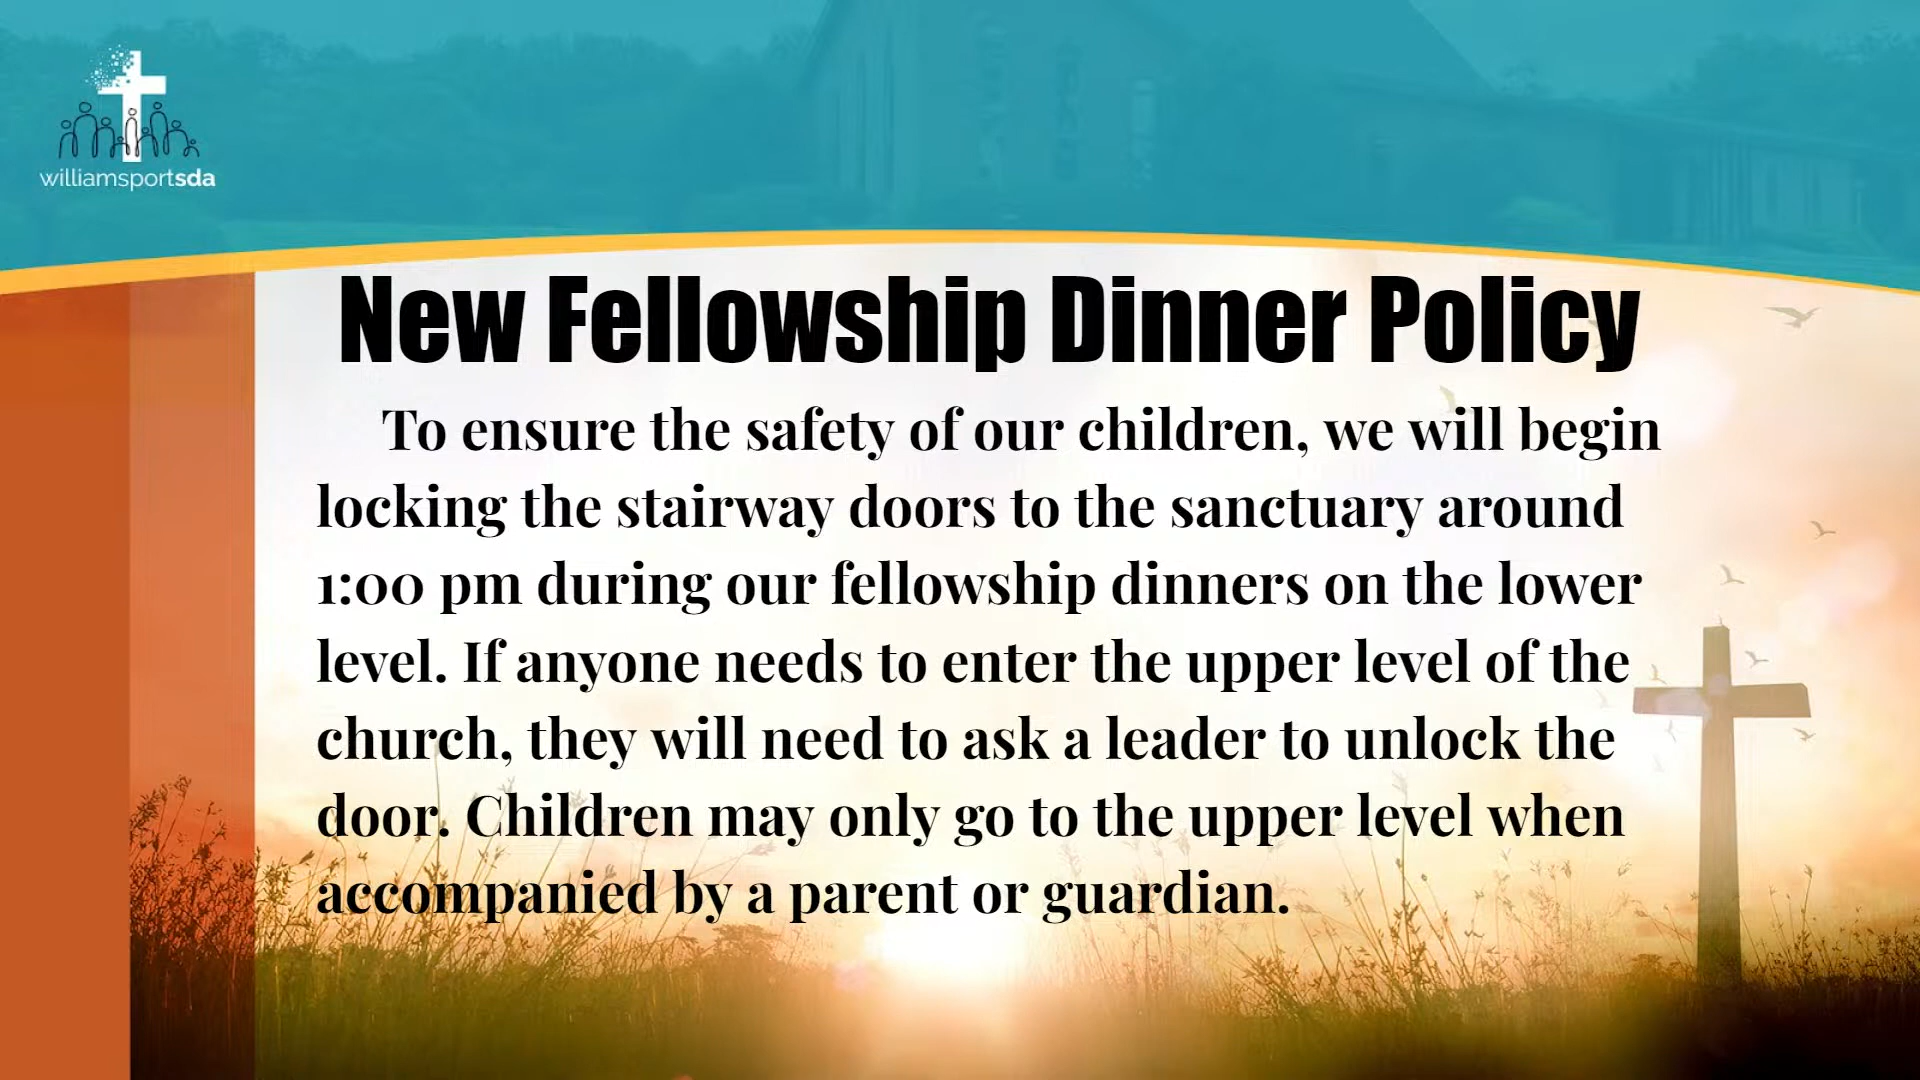 williamsportsda
New Fellowship Dinner Policy
To ensure the safety of our children, we will begin
locking the stairway doors to the sanctuary around
1:00 pm during our fellowship dinners on the lower
level. If anyone needs to enter the upper level of the
church, they will need to ask a leader to unlock the
door. Children may only go to the upper level when
accompanied by a parent or guardian.